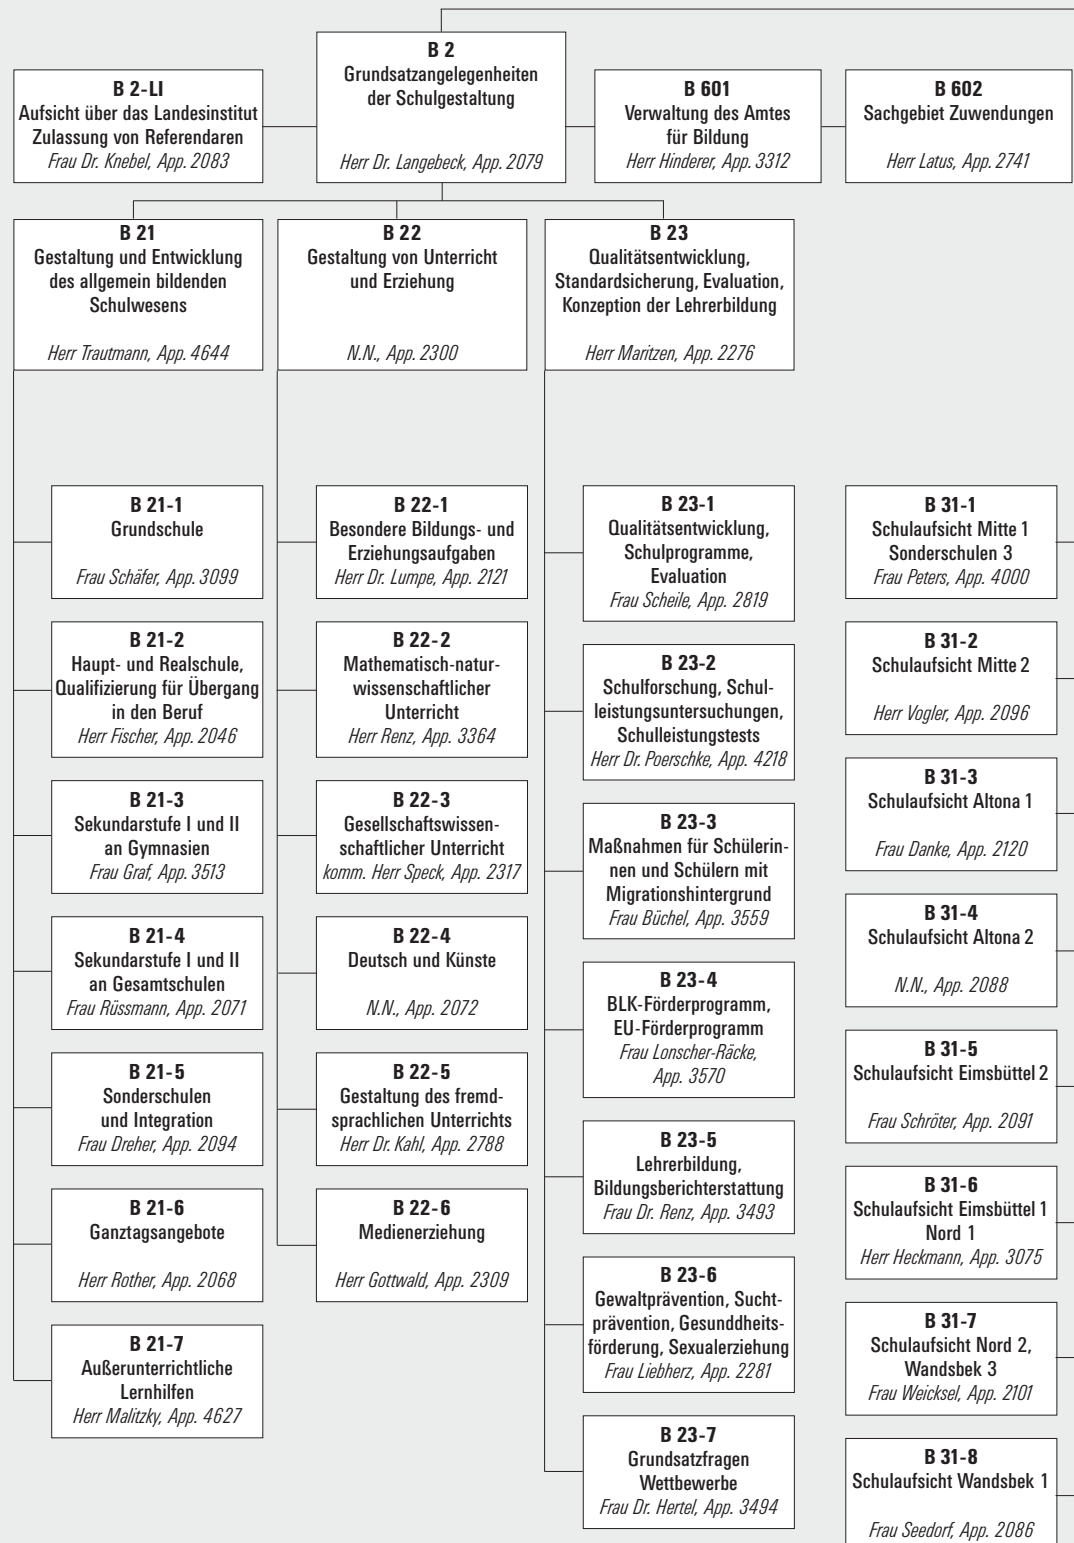 B 2
Grundsatzangelegenheiten
der Schulgestaltung
Herr Dr. Langebeck, App. 2079
B 2-LI
Aufsicht über das Landesinstitut
Zulassung von Referendaren
Frau Dr. Knebel, App. 2083
B 601
Verwaltung des Amtes
für Bildung
Herr Hinderer, App. 3312
B 602
Sachgebiet Zuwendungen
Herr Latus, App. 2741
B 21
Gestaltung und Entwicklung
des allgemein bildenden
Schulwesens
Herr Trautmann, App. 4644
B 22
Gestaltung von Unterricht
und Erziehung
N.N., App. 2300
B 23
Qualitätsentwicklung,
Standardsicherung, Evaluation,
Konzeption der Lehrerbildung
Herr Maritzen, App. 2276
B 21-1
Grundschule
Frau Schäfer, App. 3099
B 21-2
Haupt- und Realschule,
Qualifizierung für Übergang
in den Beruf
Herr Fischer, App. 2046
B 21-3
Sekundarstufe I und II
an Gymnasien
Frau Graf, App. 3513
B 21-4
Sekundarstufe I und II
an Gesamtschulen
Frau Rüssmann, App. 2071
B 21-5
Sonderschulen
und Integration
Frau Dreher, App. 2094
B 21-6
Ganztagsangebote
Herr Rother, App. 2068
B 21-7
Außerunterrichtliche
Lernhilfen
Herr Malitzky, App. 4627
B 22-1
Besondere Bildungs- und
Erziehungsaufgaben
Herr Dr. Lumpe, App. 2121
B 22-2
Mathematisch-natur-
wissenschaftlicher
Unterricht
Herr Renz, App. 3364
B 22-3
Gesellschaftswissen-
schaftlicher Unterricht
komm. Herr Speck, App. 2317
B 22-4
Deutsch und Künste
N.N., App. 2072
B 22-5
Gestaltung des fremd-
sprachlichen Unterrichts
Herr Dr. Kahl, App. 2788
B 22-6
Medienerziehung
Herr Gottwald, App. 2309
B 23-1
Qualitätsentwicklung,
Schulprogramme,
Evaluation
Frau Scheile, App. 2819
B 23-2
Schulforschung, Schul-
leistungsuntersuchungen,
Schulleistungstests
Herr Dr. Poerschke, App. 4218
B 23-3
Maßnahmen für Schülerin-
nen und Schülern mit
Migrationshintergrund
Frau Büchel, App. 3559
B 23-4
BLK-Förderprogramm,
EU-Förderprogramm
Frau Lonscher-Räcke,
App. 3570
B 23-5
Lehrerbildung,
Bildungsberichterstattung
Frau Dr. Renz, App. 3493
B 23-6
Gewaltprävention, Sucht-
prävention, Gesunddheits-
förderung, Sexualerziehung
Frau Liebherz, App. 2281
B 23-7
Grundsatzfragen
Wettbewerbe
Frau Dr. Hertel, App. 3494
B 31-1
Schulaufsicht Mitte 1
Sonderschulen 3
Frau Peters, App. 4000
B 31-2
Schulaufsicht Mitte 2
Herr Vogler, App. 2096
B 31-3
Schulaufsicht Altona 1
Frau Danke, App. 2120
B 31-4
Schulaufsicht Altona 2
N.N., App. 2088
B 31-5
Schulaufsicht Eimsbüttel 2
Frau Schröter, App. 2091
B 31-6
Schulaufsicht Eimsbüttel 1
Nord 1
Herr Heckmann, App. 3075
B 31-7
Schulaufsicht Nord 2,
Wandsbek 3
Frau Weicksel, App. 2101
B 31-8
Schulaufsicht Wandsbek 1
Frau Seedorf, App. 2086